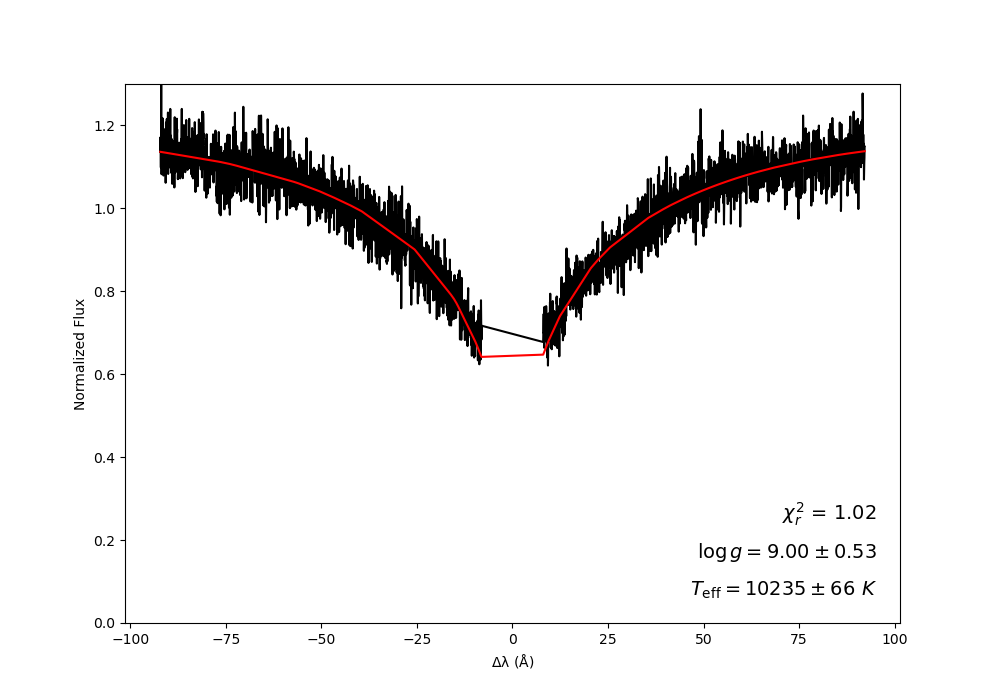 1.2
1.0
0.8
0.6
0.4
0.2
0.0
Normalized Flux
χ²ᵣ = 1.02
log g = 9.00 ± 0.53
T_eff = 10235 ± 66 K
−100 −75 −50 −25 0 25 50 75 100
Δλ (Å)